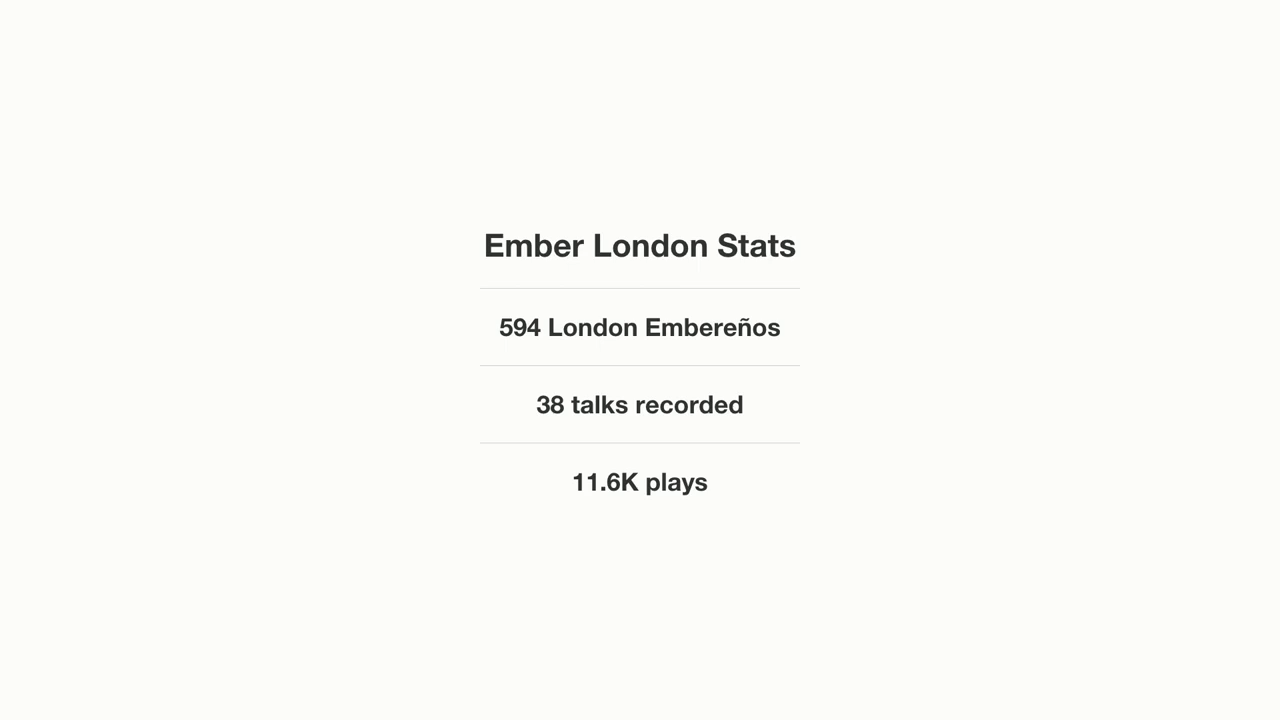 Ember London Stats
594 London Embereños
38 talks recorded
11.6K plays